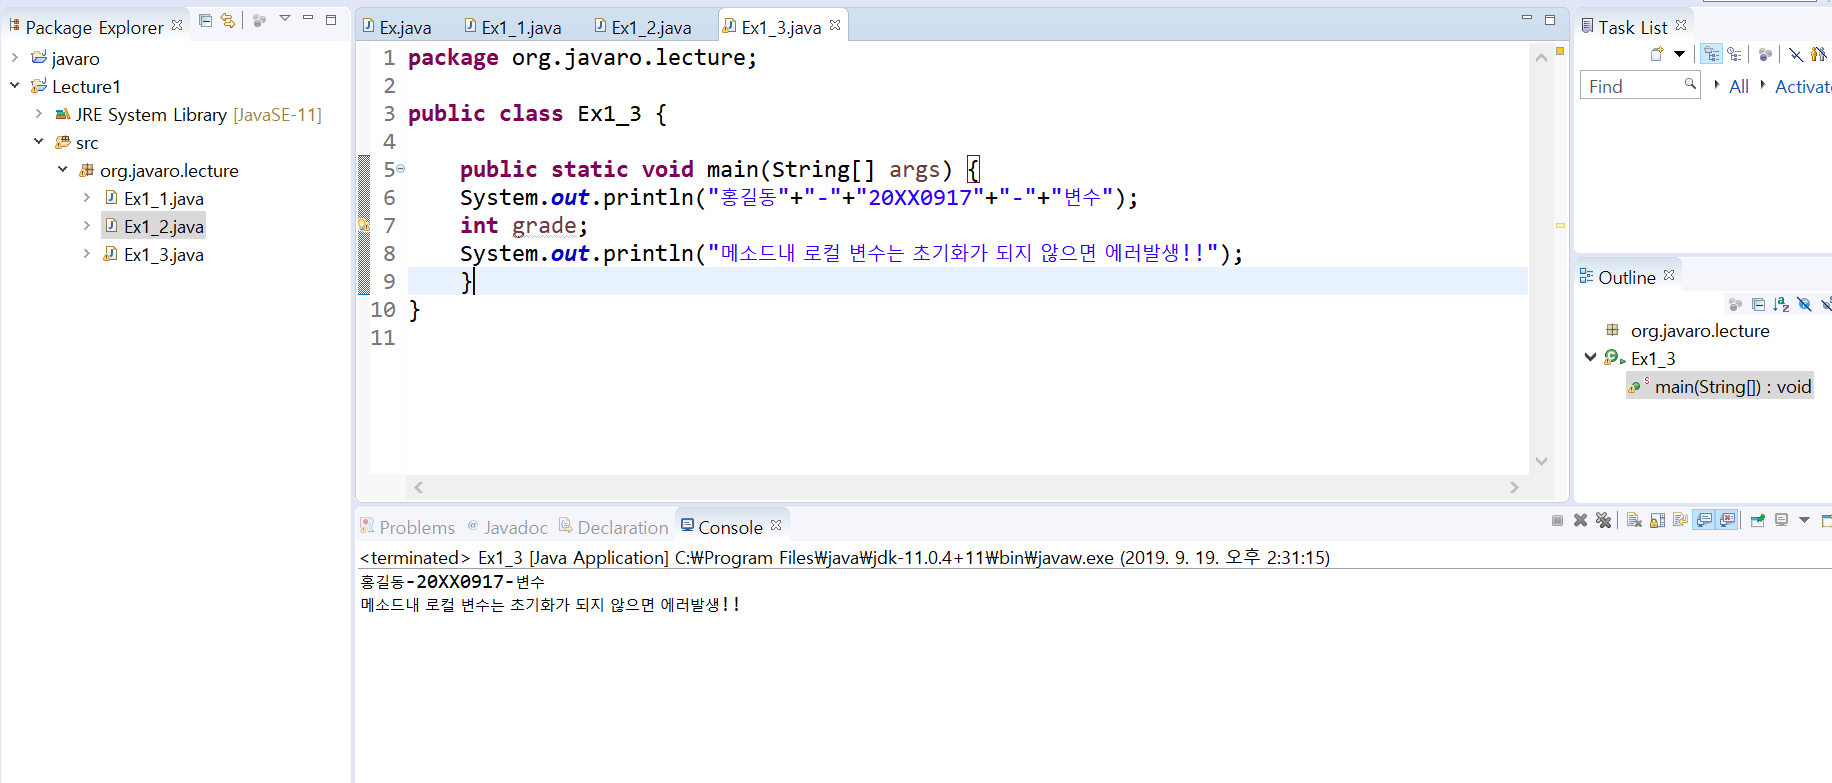 Package Explorer
javaro
Lecture1
JRE System Library [JavaSE-11]
src
org.javaro.lecture
Ex1_1.java
Ex1_2.java
Ex1_3.java
Ex.java
Ex1_1.java
Ex1_2.java
Ex1_3.java
1 package org.javaro.lecture;
2
3 public class Ex1_3 {
4
5 public static void main(String[] args) {
6 System.out.println("홍길동"+"-"+"20XX0917"+"-"+"변수");
7 int grade;
8 System.out.println("메소드내 로컬 변수는 초기화가 되지 않으면 에러발생!!");
9 }
10 }
11
Problems
@ Javadoc
Declaration
Console
<terminated> Ex1_3 [Java Application] C:₩Program Files₩java₩jdk-11.0.4+11₩bin₩javaw.exe (2019. 9. 19. 오후 2:31:15)
홍길동-20XX0917-변수
메소드내 로컬 변수는 초기화가 되지 않으면 에러발생!!
Task List
Find
All
Activate
Outline
org.javaro.lecture
Ex1_3
main(String[]) : void